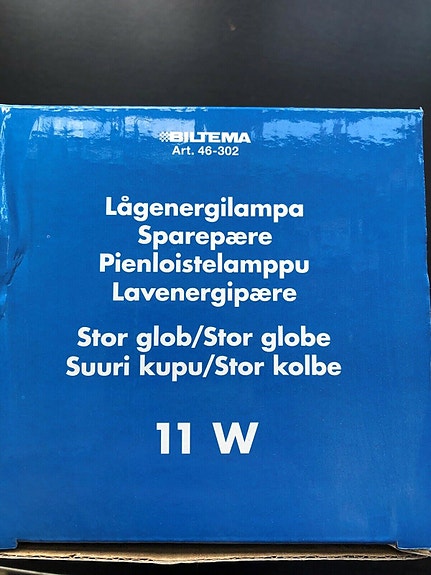 BILTEMA
Art. 46-302
Lågenergilampa
Sparepære
Pienloistelamppu
Lavenergipære
Stor glob/Stor globe
Suuri kupu/Stor kolbe
11 W